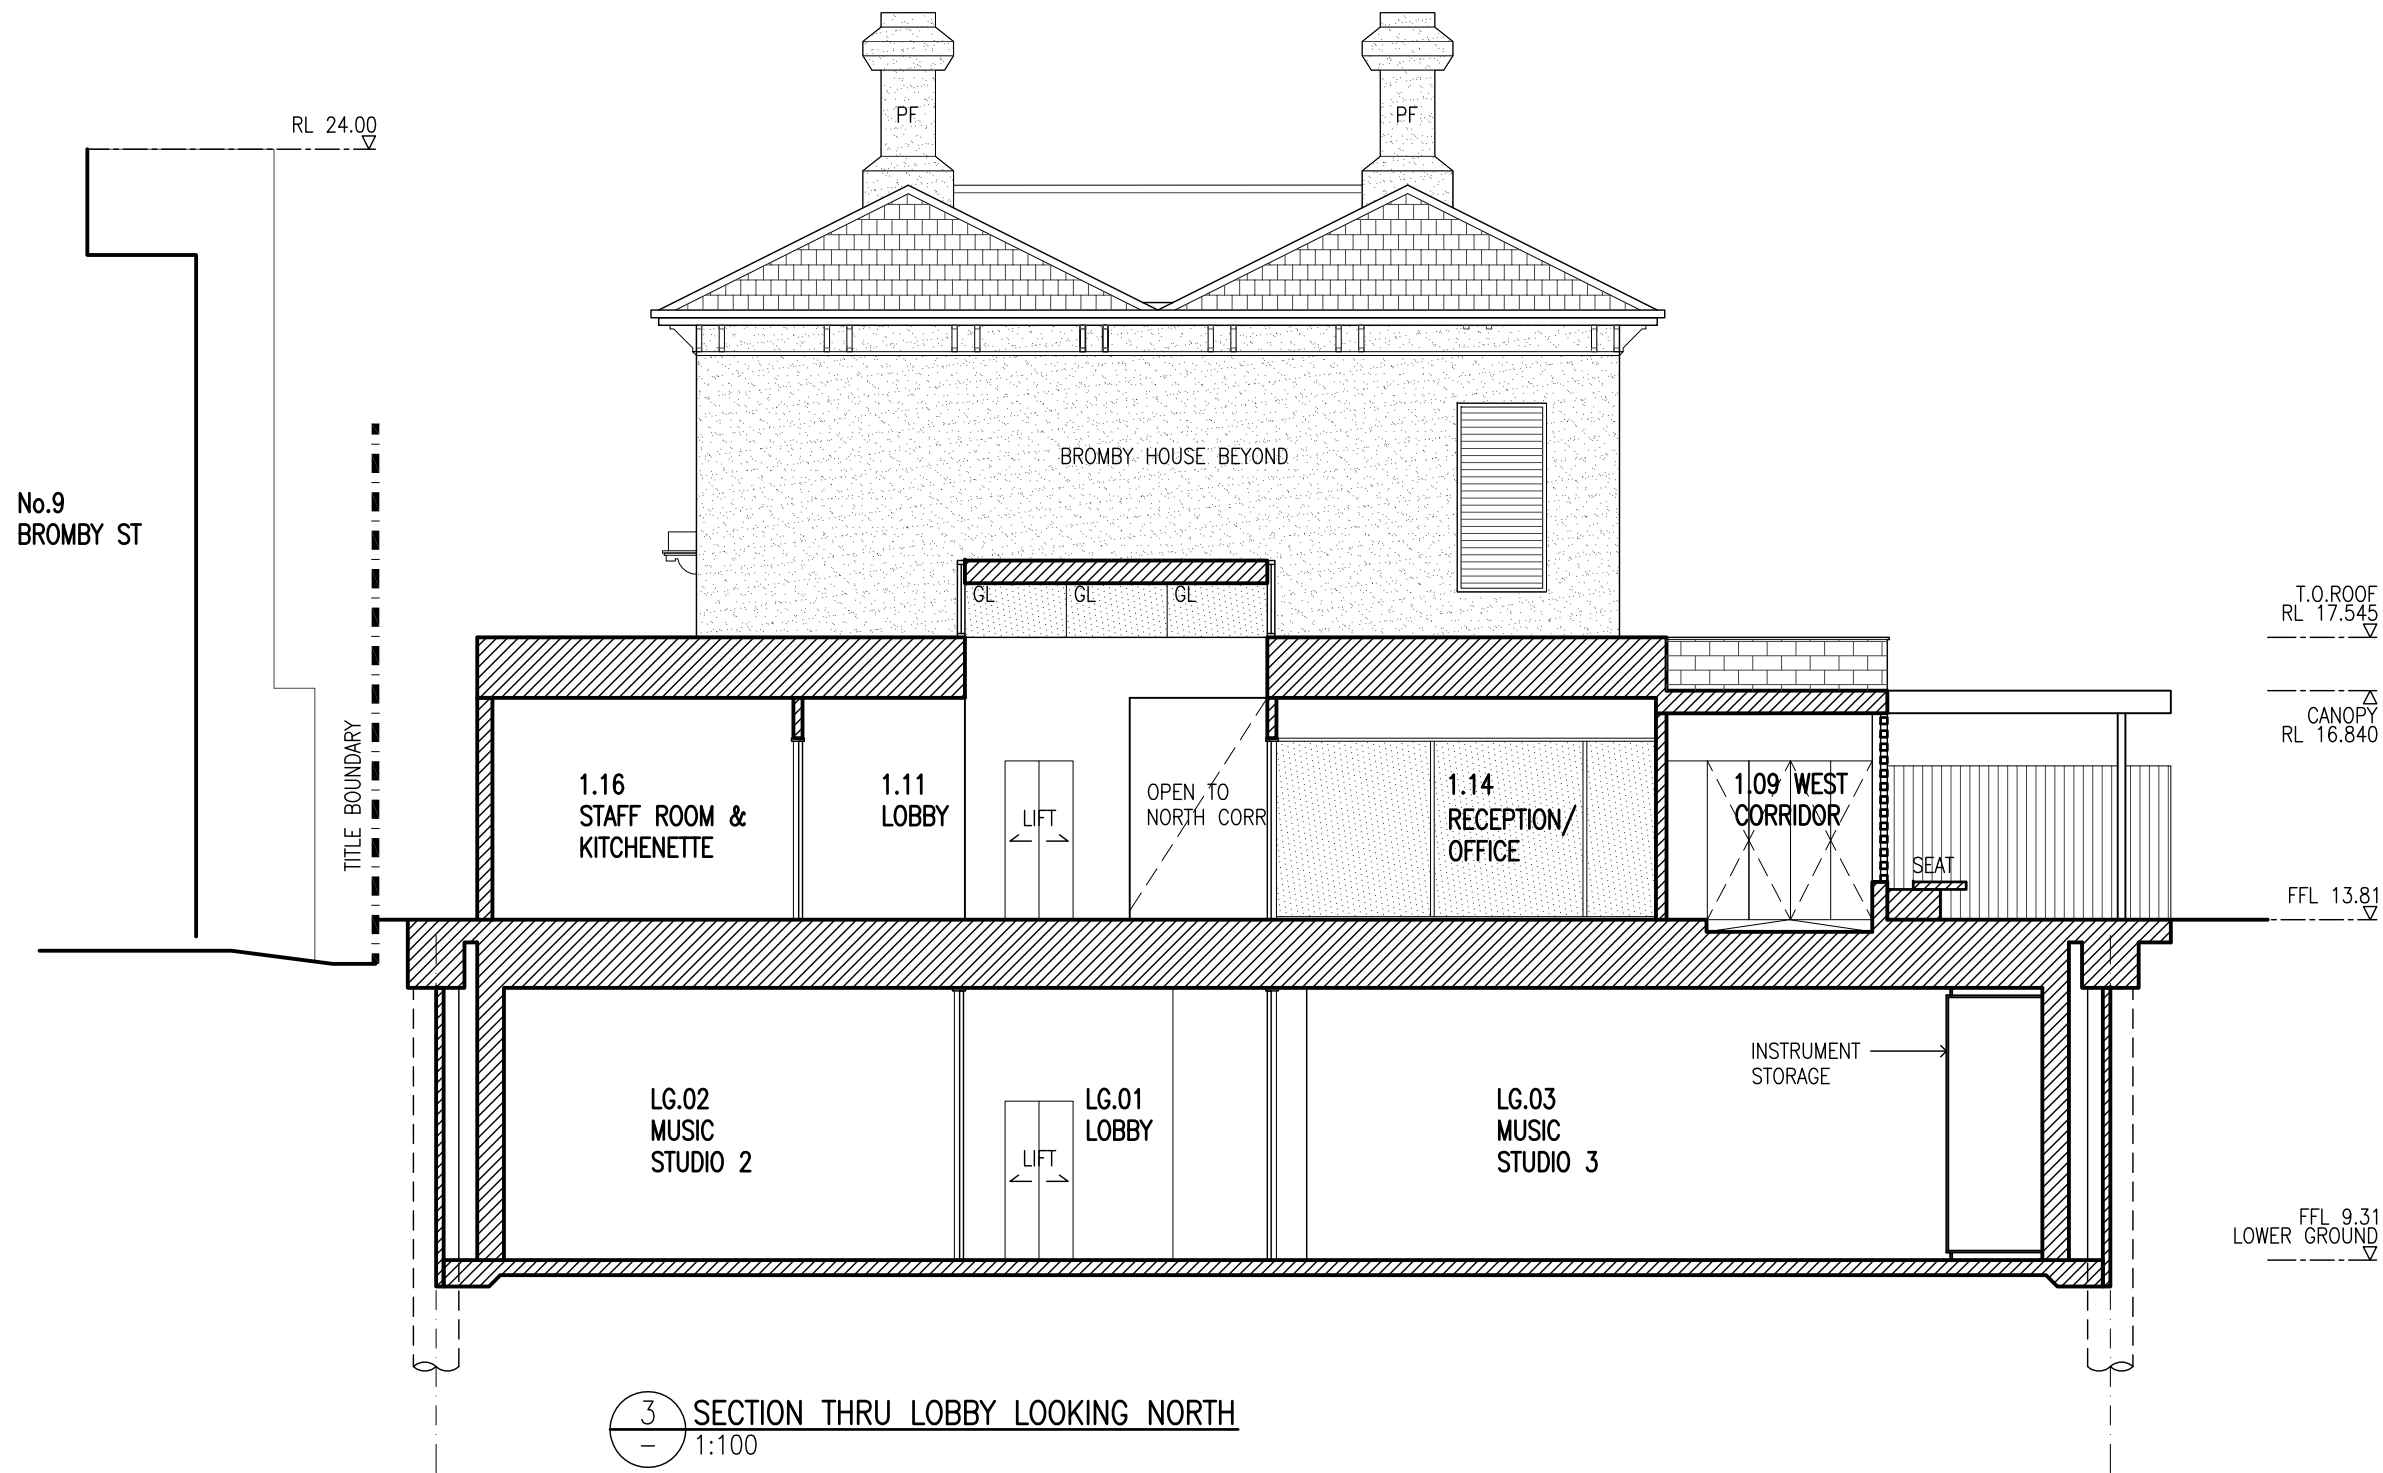 PF
PF
RL 24.00
BROMBY HOUSE BEYOND
No.9
BROMBY ST
GL
GL
GL
T.O.ROOF
RL 17.545
CANOPY
RL 16.840
TITLE BOUNDARY
1.16
STAFF ROOM &
KITCHENETTE
1.11
LOBBY
LIFT
OPEN TO
NORTH CORR
1.14
RECEPTION/
OFFICE
1.09 WEST
CORRIDOR
SEAT
FFL 13.81
INSTRUMENT
STORAGE
LG.02
MUSIC
STUDIO 2
LG.01
LOBBY
LIFT
LG.03
MUSIC
STUDIO 3
FFL 9.31
LOWER GROUND
3
–
SECTION THRU LOBBY LOOKING NORTH
1:100